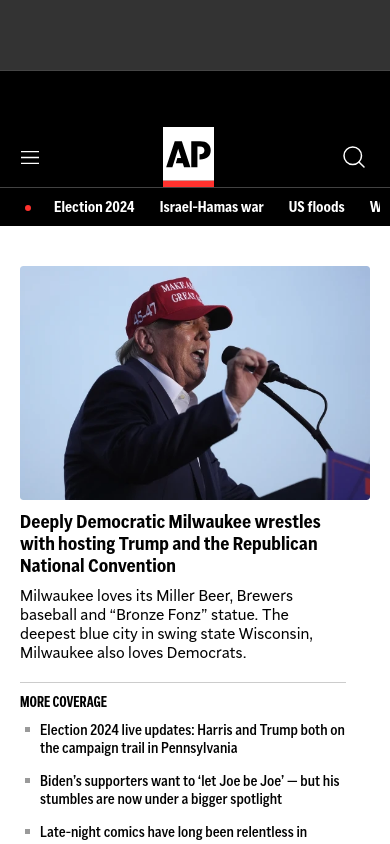 AP
Election 2024 Israel-Hamas war US floods W
MAKE A
GREAT
45-47
Deeply Democratic Milwaukee wrestles
with hosting Trump and the Republican
National Convention
Milwaukee loves its Miller Beer, Brewers
baseball and “Bronze Fonz” statue. The
deepest blue city in swing state Wisconsin,
Milwaukee also loves Democrats.
MORE COVERAGE
Election 2024 live updates: Harris and Trump both on
the campaign trail in Pennsylvania
Biden’s supporters want to ‘let Joe be Joe’ — but his
stumbles are now under a bigger spotlight
Late-night comics have long been relentless in